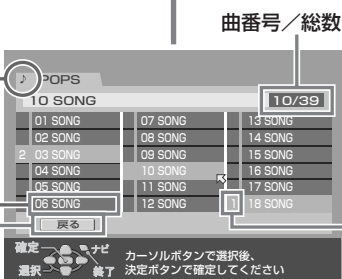 曲番号／総数
♪ POPS
10 SONG 10/39
01 SONG 07 SONG 13 SONG
02 SONG 08 SONG 14 SONG
2 03 SONG 09 SONG 15 SONG
04 SONG 10 SONG 16 SONG
05 SONG 11 SONG 17 SONG
06 SONG 12 SONG 1 18 SONG
戻る
確定 ナビ
選択 終了
カーソルボタンで選択後、
決定ボタンで確定してください